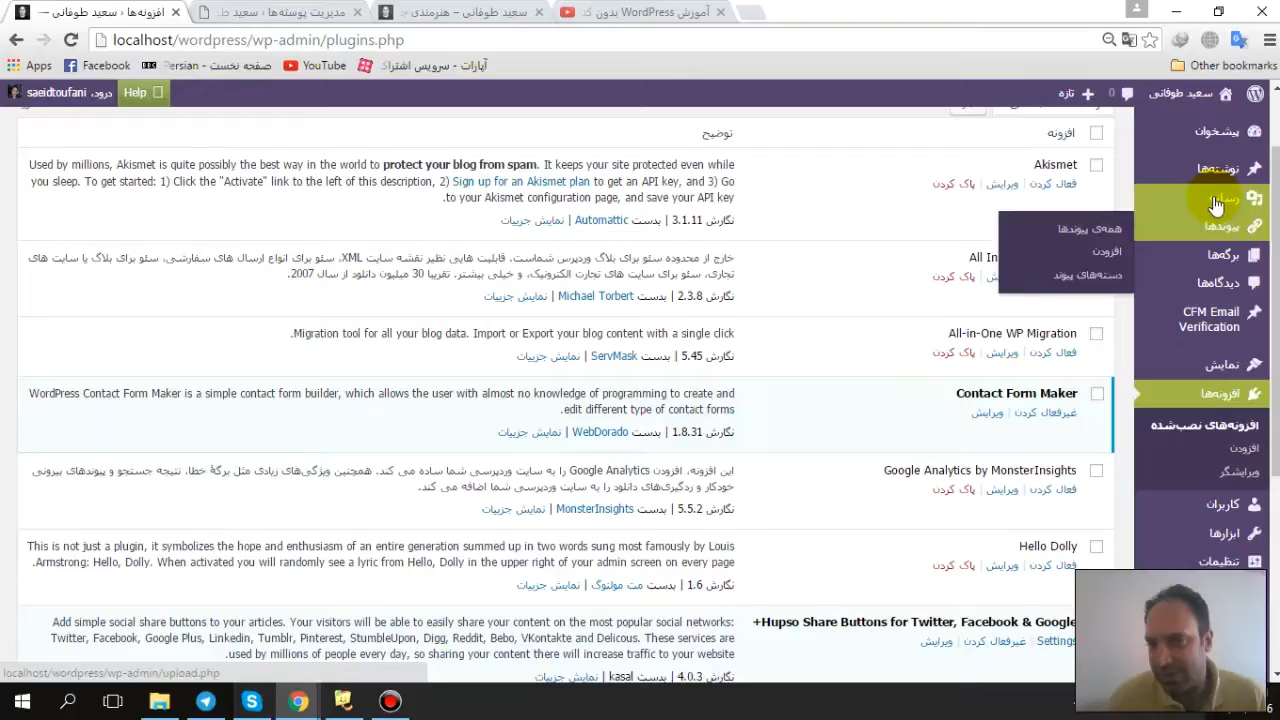 افزونه‌ها ‹ سعید طوفانی —
مدیریت پوسته‌ها ‹ سعید ط
سعید طوفانی – هنرمندی
آموزش WordPress بدون ک
localhost/wordpress/wp-admin/plugins.php
Apps
Facebook
صفحه نخست - Persian
YouTube
آپارات - سرویس اشتراک
Other bookmarks
سعید طوفانی
0
تازه
Help
درود، saeidtoufani
افزونه
توضیح
Akismet
فعال کردن | ویرایش | پاک کردن
Used by millions, Akismet is quite possibly the best way in the world to protect your blog from spam. It keeps your site protected even while
you sleep. To get started: 1) Click the "Activate" link to the left of this description, 2) Sign up for an Akismet plan to get an API key, and 3) Go
to your Akismet configuration page, and save your API key.
نگارش 3.1.11 | بدست Automattic | نمایش جزییات
All In
پاک کردن
خارج از محدوده سئو برای بلاگ وردپرس شماست. قابلیت هایی نظیر نقشه سایت XML، سئو برای انواع ارسال های سفارشی، سئو برای بلاگ یا سایت های
تجاری، سئو برای سایت های تجارت الکترونیک، و خیلی بیشتر. تقریبا 30 میلیون دانلود از سال 2007.
نگارش 2.3.8 | بدست Michael Torbert | نمایش جزییات
All-in-One WP Migration
فعال کردن | ویرایش | پاک کردن
Migration tool for all your blog data. Import or Export your blog content with a single click.
نگارش 5.45 | بدست ServMask | نمایش جزییات
Contact Form Maker
غیرفعال کردن | ویرایش
WordPress Contact Form Maker is a simple contact form builder, which allows the user with almost no knowledge of programming to create and
edit different type of contact forms.
نگارش 1.8.31 | بدست WebDorado | نمایش جزییات
Google Analytics by MonsterInsights
فعال کردن | ویرایش | پاک کردن
این افزونه، افزودن Google Analytics را به سایت وردپرسی شما ساده می کند. همچنین ویژگی‌های زیادی مثل برگهٔ خطا، نتیجه جستجو و پیوندهای بیرونی
خودکار و ردگیری‌های دانلود را به سایت وردپرسی شما اضافه می کند.
نگارش 5.5.2 | بدست MonsterInsights | نمایش جزییات
Hello Dolly
فعال کردن | ویرایش | پاک کردن
This is not just a plugin, it symbolizes the hope and enthusiasm of an entire generation summed up in two words sung most famously by Louis
Armstrong: Hello, Dolly. When activated you will randomly see a lyric from Hello, Dolly in the upper right of your admin screen on every page.
نگارش 1.6 | بدست مت مولنوگ | نمایش جزییات
Hupso Share Buttons for Twitter, Facebook & Google+
Settings | غیرفعال کردن | ویرایش
Add simple social share buttons to your articles. Your visitors will be able to easily share your content on the most popular social networks:
Twitter, Facebook, Google Plus, Linkedin, Tumblr, Pinterest, StumbleUpon, Digg, Reddit, Bebo, VKontakte and Delicous. These services are
used by millions of people every day, so sharing your content there will increase traffic to your website.
نگارش 4.0.3 | بدست kasal | نمایش جزییات
پیشخوان
نوشته‌ها
پیوندها
همه‌ی پیوندها
افزودن
دسته‌های پیوند
برگه‌ها
دیدگاه‌ها
CFM Email
Verification
نمایش
افزونه‌ها
افزونه‌های نصب‌شده
افزودن
ویرایشگر
کاربران
ابزارها
تنظیمات
localhost/wordpress/wp-admin/upload.php